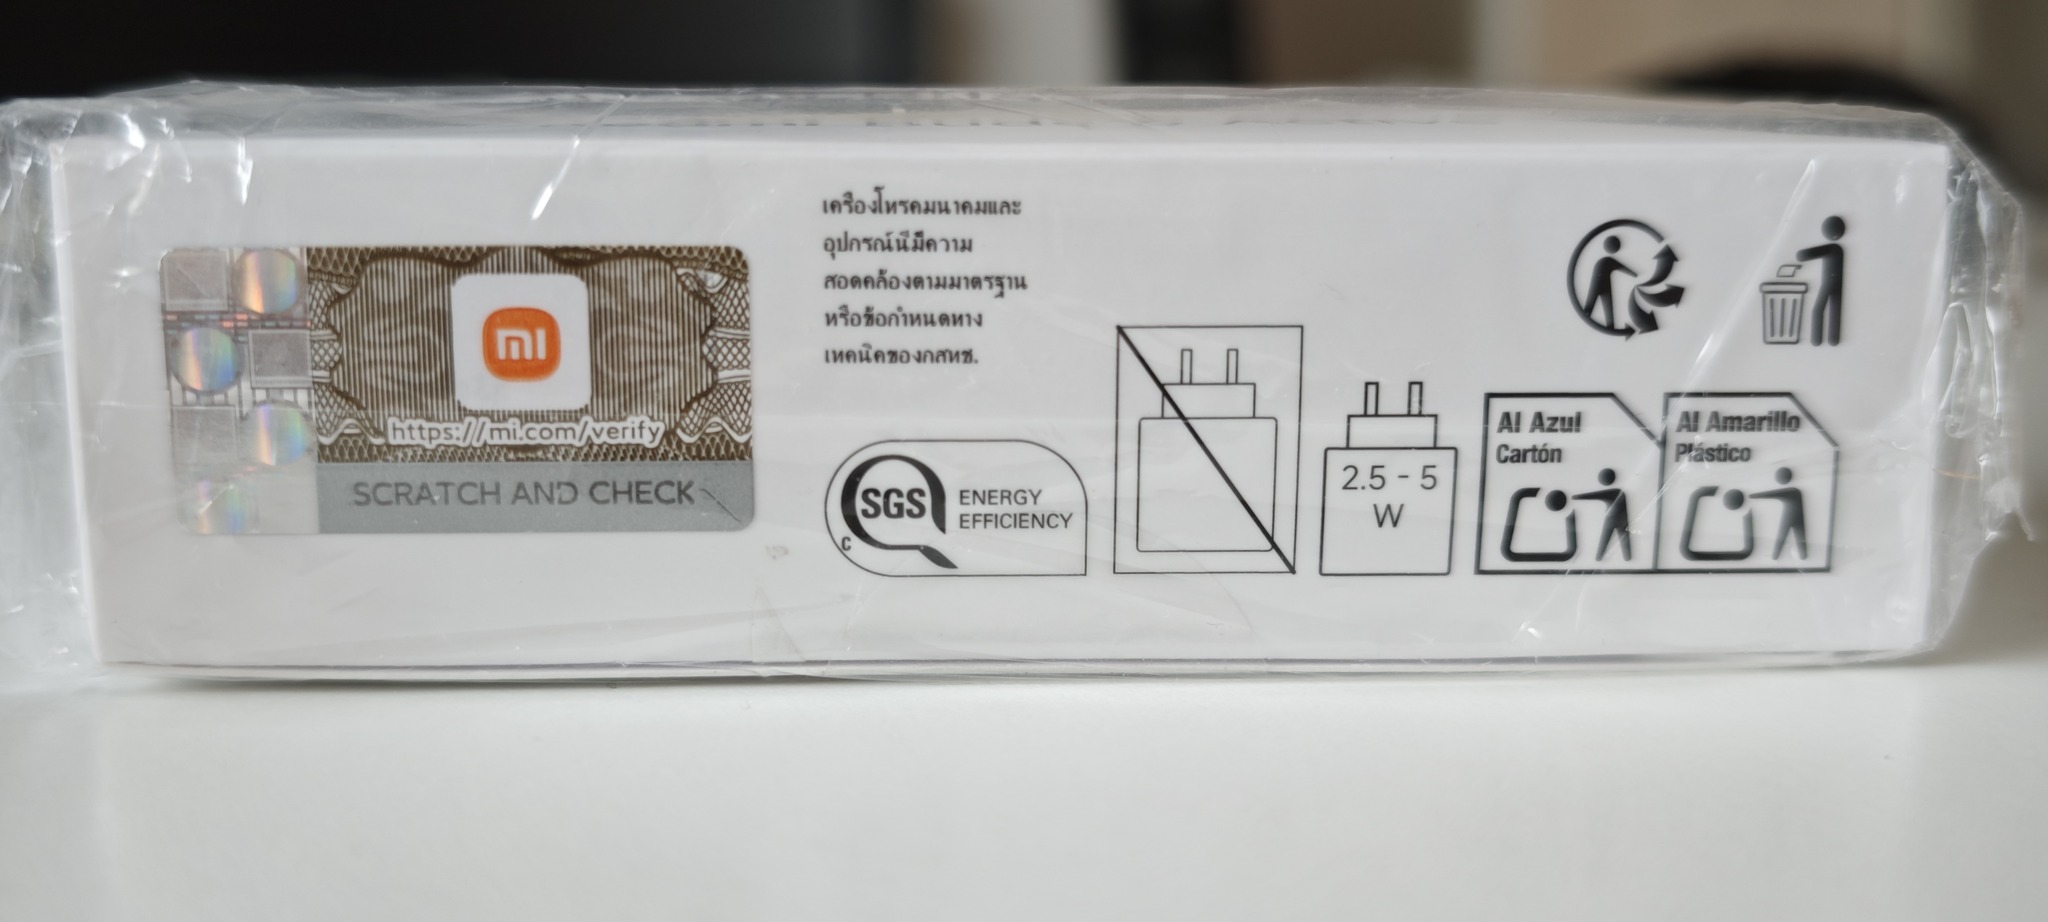 mi
https://mi.com/verify
SCRATCH AND CHECK
เครื่องโทรคมนาคมและ
อุปกรณ์นี้มีความ
สอดคล้องตามมาตรฐาน
หรือข้อกำหนดทาง
เทคนิคของกสทช.
SGS
C
ENERGY
EFFICIENCY
2.5 - 5
W
Al Azul
Cartón
Al Amarillo
Plástico